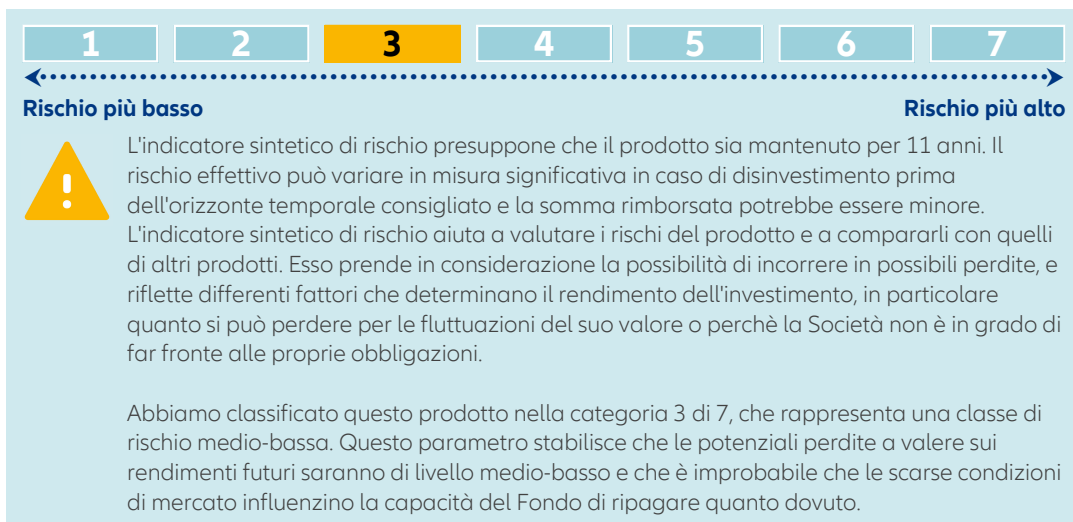 1 2 3 4 5 6 7
Rischio più basso Rischio più alto
L'indicatore sintetico di rischio presuppone che il prodotto sia mantenuto per 11 anni. Il
rischio effettivo può variare in misura significativa in caso di disinvestimento prima
dell'orizzonte temporale consigliato e la somma rimborsata potrebbe essere minore.
L'indicatore sintetico di rischio aiuta a valutare i rischi del prodotto e a compararli con quelli
di altri prodotti. Esso prende in considerazione la possibilità di incorrere in possibili perdite, e
riflette differenti fattori che determinano il rendimento dell'investimento, in particolare
quanto si può perdere per le fluttuazioni del suo valore o perchè la Società non è in grado di
far fronte alle proprie obbligazioni.
Abbiamo classificato questo prodotto nella categoria 3 di 7, che rappresenta una classe di
rischio medio-bassa. Questo parametro stabilisce che le potenziali perdite a valere sui
rendimenti futuri saranno di livello medio-basso e che è improbabile che le scarse condizioni
di mercato influenzino la capacità del Fondo di ripagare quanto dovuto.